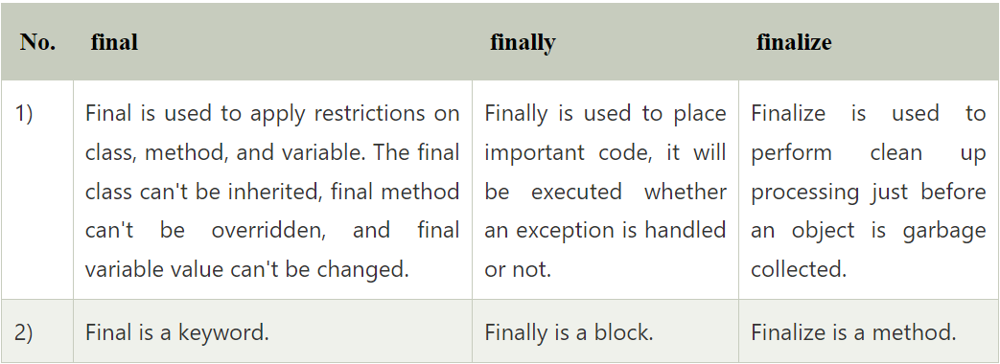 No. final finally finalize
1)
Final is used to apply restrictions on
class, method, and variable. The final
class can't be inherited, final method
can't be overridden, and final
variable value can't be changed.
Finally is used to place
important code, it will
be executed whether
an exception is handled
or not.
Finalize is used to
perform clean up
processing just before
an object is garbage
collected.
2) Final is a keyword. Finally is a block. Finalize is a method.